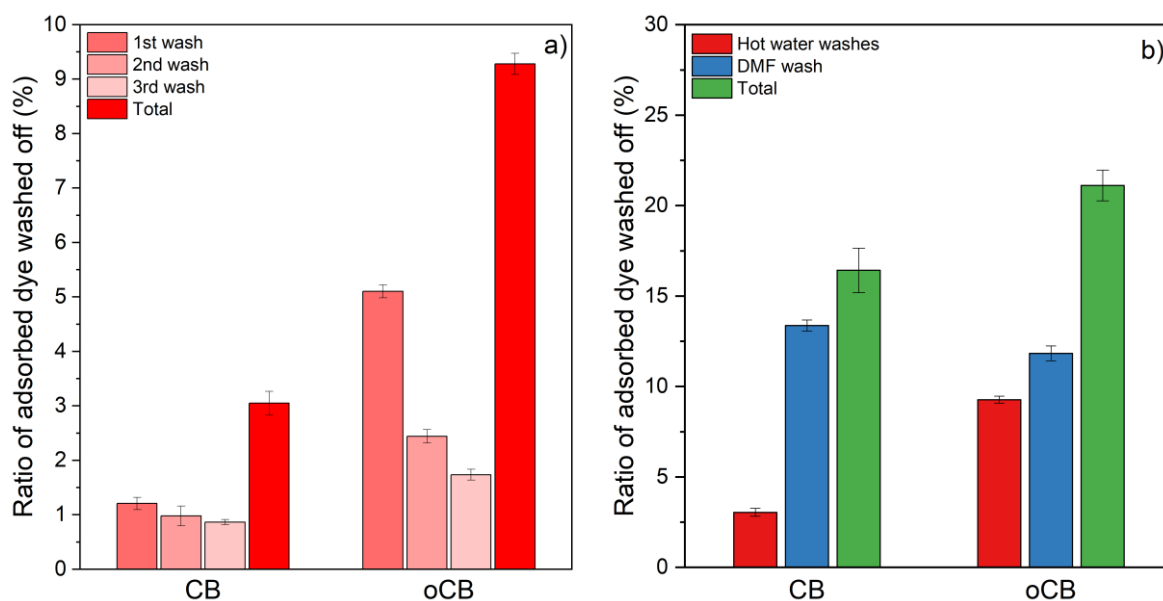 Ratio of adsorbed dye washed off (%)
10
9
8
7
6
5
4
3
2
1
0
1st wash
2nd wash
3rd wash
Total
a)
CB
oCB
Ratio of adsorbed dye washed off (%)
30
25
20
15
10
5
0
Hot water washes
DMF wash
Total
b)
CB
oCB